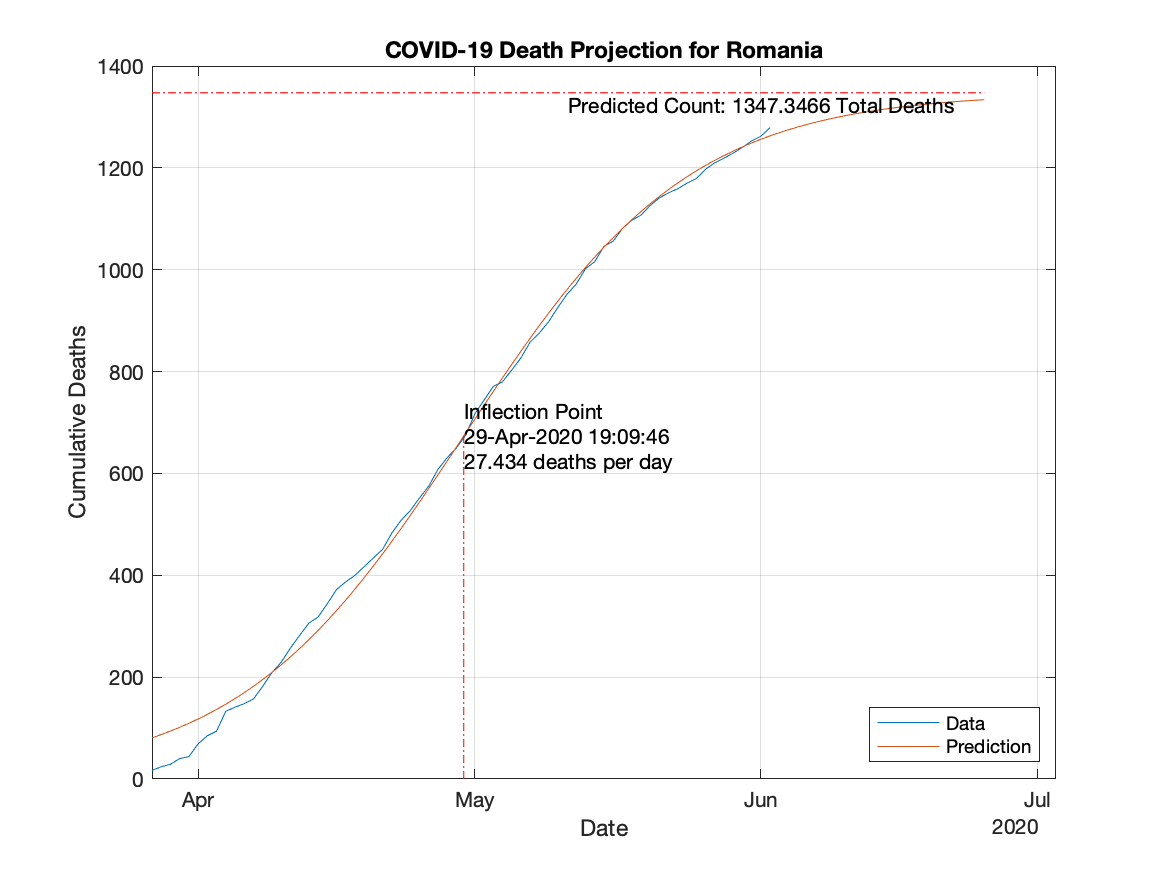 COVID-19 Death Projection for Romania
1400
Predicted Count: 1347.3466 Total Deaths
1200
1000
800
Inflection Point
29-Apr-2020 19:09:46
27.434 deaths per day
600
400
200
0
Cumulative Deaths
Data
Prediction
Apr May Jun Jul
Date
2020